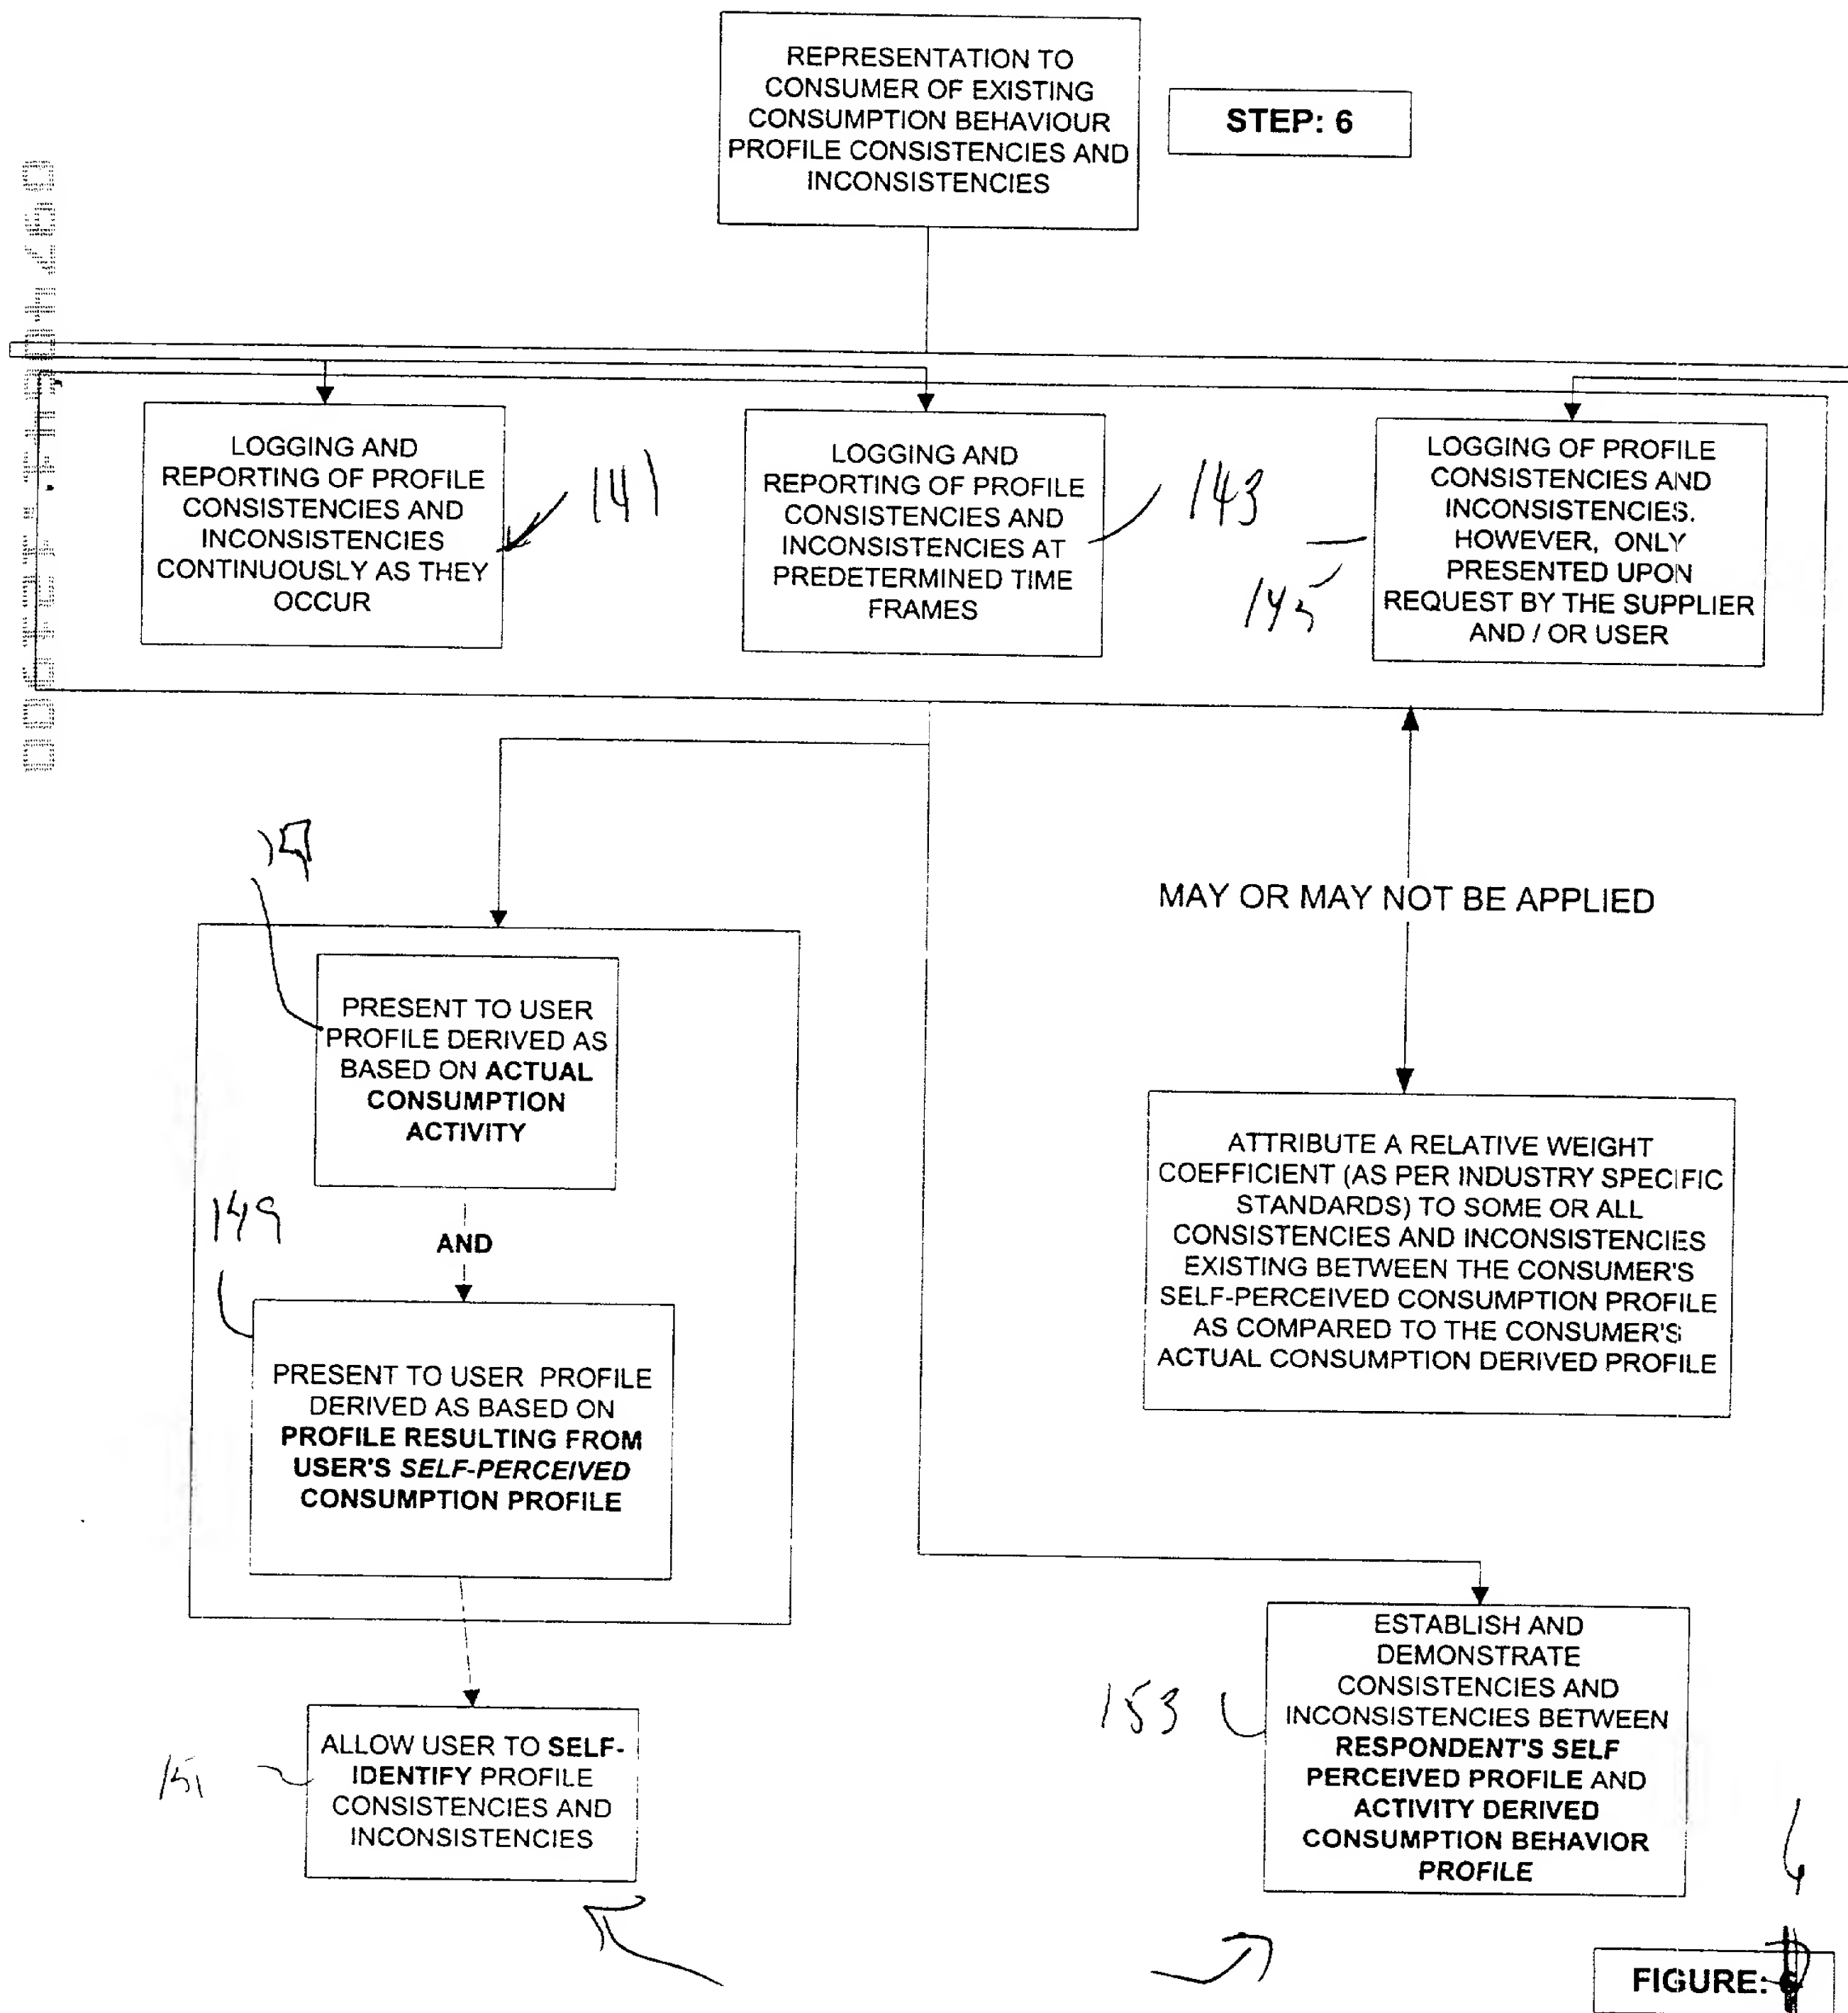 REPRESENTATION TO
CONSUMER OF EXISTING
CONSUMPTION BEHAVIOUR
PROFILE CONSISTENCIES AND
INCONSISTENCIES
STEP: 6
LOGGING AND
REPORTING OF PROFILE
CONSISTENCIES AND
INCONSISTENCIES
CONTINUOUSLY AS THEY
OCCUR
141
LOGGING AND
REPORTING OF PROFILE
CONSISTENCIES AND
INCONSISTENCIES AT
PREDETERMINED TIME
FRAMES
143
145
LOGGING OF PROFILE
CONSISTENCIES AND
INCONSISTENCIES.
HOWEVER, ONLY
PRESENTED UPON
REQUEST BY THE SUPPLIER
AND / OR USER
MAY OR MAY NOT BE APPLIED
PRESENT TO USER
PROFILE DERIVED AS
BASED ON ACTUAL
CONSUMPTION
ACTIVITY
AND
149
PRESENT TO USER PROFILE
DERIVED AS BASED ON
PROFILE RESULTING FROM
USER'S SELF-PERCEIVED
CONSUMPTION PROFILE
ATTRIBUTE A RELATIVE WEIGHT
COEFFICIENT (AS PER INDUSTRY SPECIFIC
STANDARDS) TO SOME OR ALL
CONSISTENCIES AND INCONSISTENCIES
EXISTING BETWEEN THE CONSUMER'S
SELF-PERCEIVED CONSUMPTION PROFILE
AS COMPARED TO THE CONSUMER'S
ACTUAL CONSUMPTION DERIVED PROFILE
151
ALLOW USER TO SELF-
IDENTIFY PROFILE
CONSISTENCIES AND
INCONSISTENCIES
153
ESTABLISH AND
DEMONSTRATE
CONSISTENCIES AND
INCONSISTENCIES BETWEEN
RESPONDENT'S SELF
PERCEIVED PROFILE AND
ACTIVITY DERIVED
CONSUMPTION BEHAVIOR
PROFILE
FIGURE: